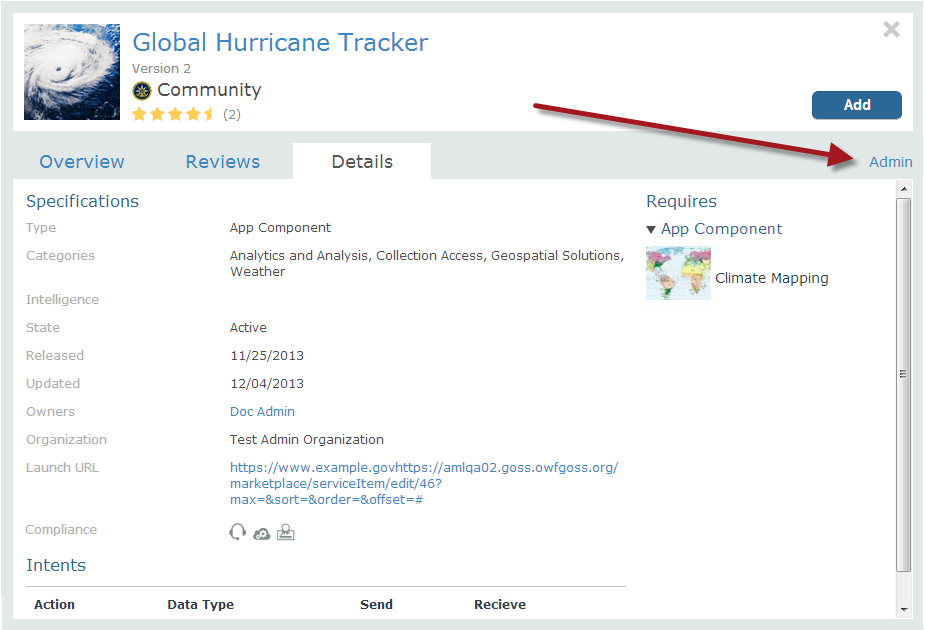 Global Hurricane Tracker
Version 2
Community
(2)
Add
Overview
Reviews
Details
Admin
Specifications
Type
App Component
Categories
Analytics and Analysis, Collection Access, Geospatial Solutions,
Weather
Intelligence
State
Active
Released
11/25/2013
Updated
12/04/2013
Owners
Doc Admin
Organization
Test Admin Organization
Launch URL
https://www.example.govhttps://amlqa02.goss.owfgoss.org/
marketplace/serviceItem/edit/46?
max=&sort=&order=&offset=#
Compliance
Intents
Action
Data Type
Send
Recieve
Requires
App Component
Climate Mapping